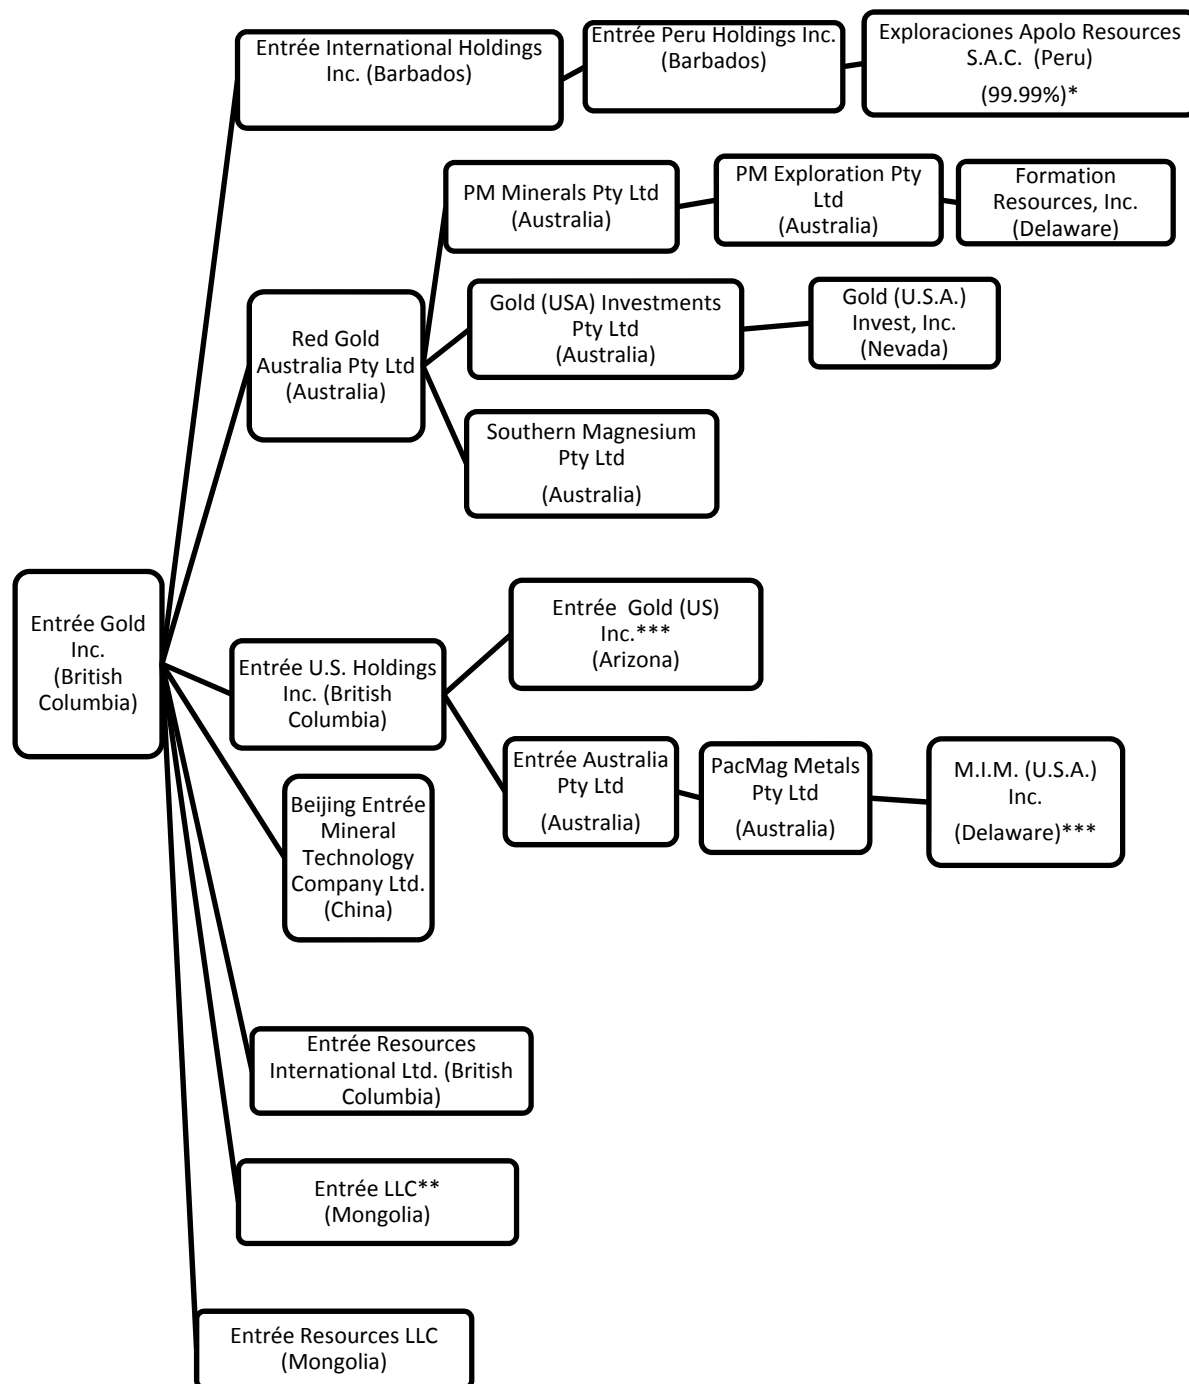 Entrée International Holdings
Inc. (Barbados)
Entrée Peru Holdings Inc.
(Barbados)
Exploraciones Apolo Resources
S.A.C.  (Peru)
(99.99%)*
PM Minerals Pty Ltd
(Australia)
PM Exploration Pty
Ltd
(Australia)
Formation
Resources, Inc.
(Delaware)
Red Gold
Australia Pty Ltd
(Australia)
Gold (USA) Investments
Pty Ltd
(Australia)
Gold (U.S.A.)
Invest, Inc.
(Nevada)
Southern Magnesium
Pty Ltd
(Australia)
Entrée Gold
Inc.
(British
Columbia)
Entrée U.S. Holdings
Inc. (British
Columbia)
Entrée  Gold (US)
Inc.***
(Arizona)
Entrée Australia
Pty Ltd
(Australia)
PacMag Metals
Pty Ltd
(Australia)
M.I.M. (U.S.A.)
Inc.
(Delaware)***
Beijing Entrée
Mineral
Technology
Company Ltd.
(China)
Entrée Resources
International Ltd. (British
Columbia)
Entrée LLC**
(Mongolia)
Entrée Resources LLC
(Mongolia)